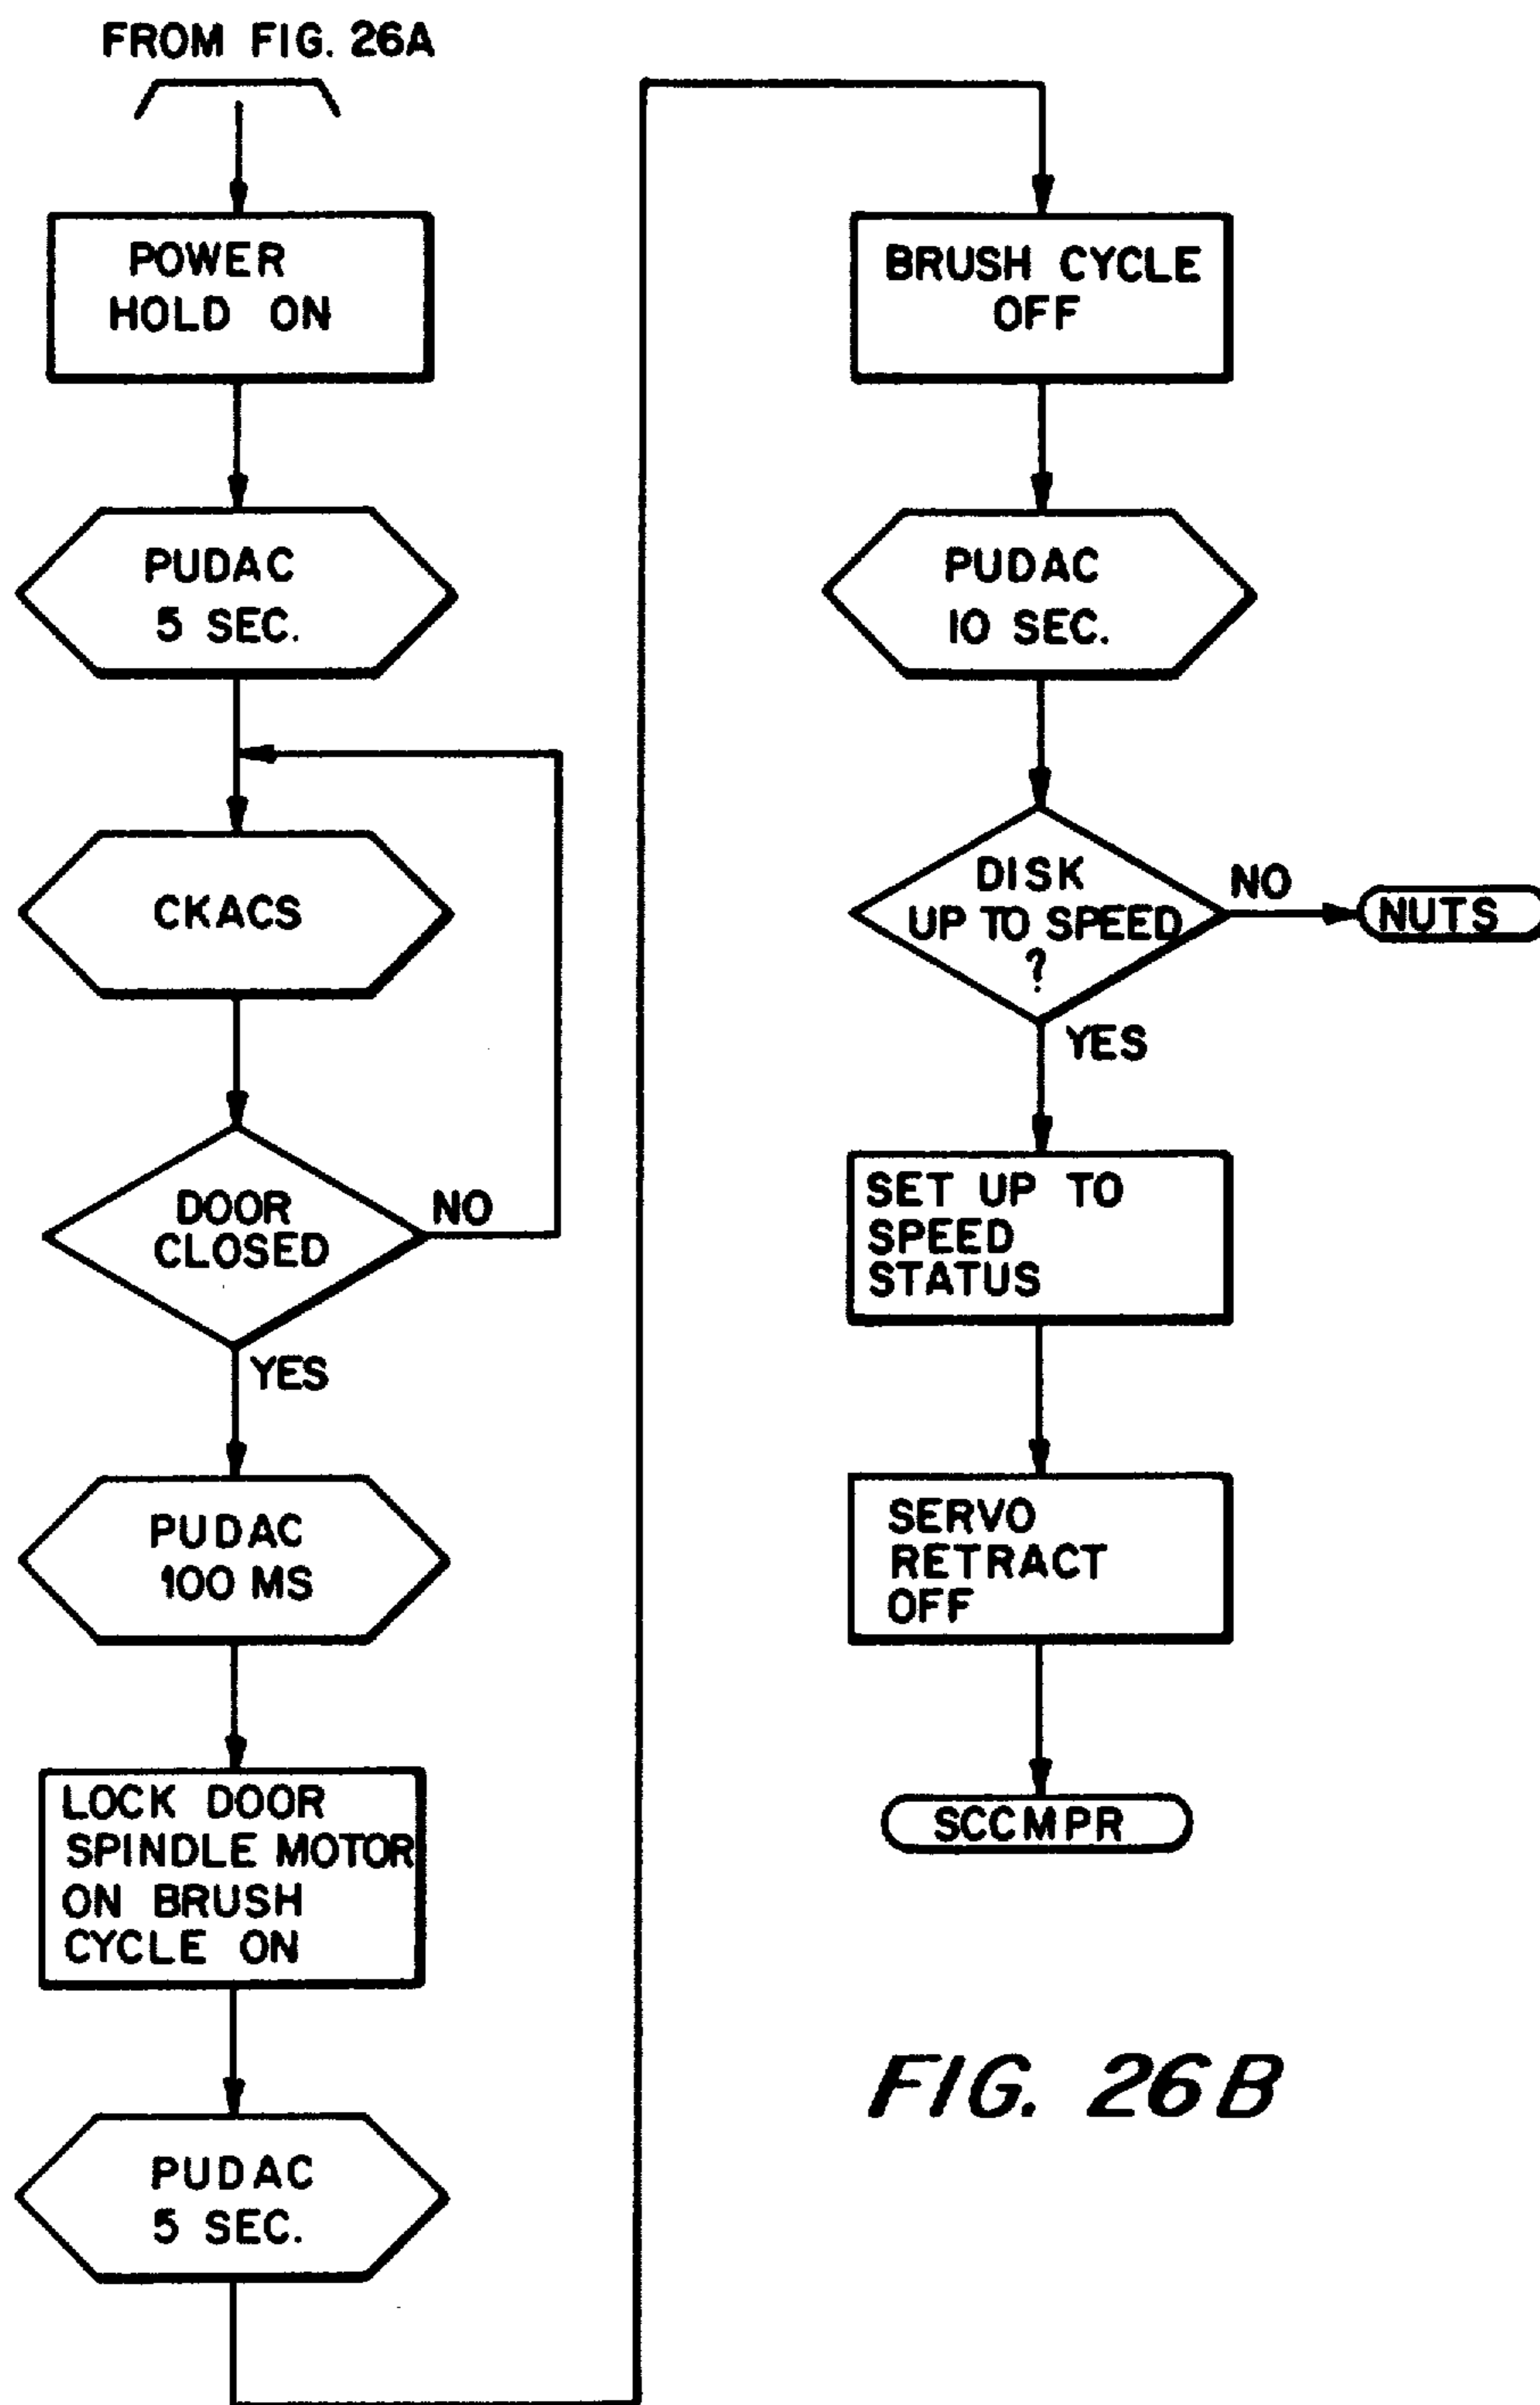 FROM FIG. 26A
POWER
HOLD ON
PUDAC
5 SEC.
CKACS
DOOR
CLOSED
NO
YES
PUDAC
100 MS
LOCK DOOR
SPINDLE MOTOR
ON BRUSH
CYCLE ON
PUDAC
5 SEC.
BRUSH CYCLE
OFF
PUDAC
10 SEC.
DISK
UP TO SPEED
?
NO
NUTS
YES
SET UP TO
SPEED
STATUS
SERVO
RETRACT
OFF
SCCMPR
FIG. 26B